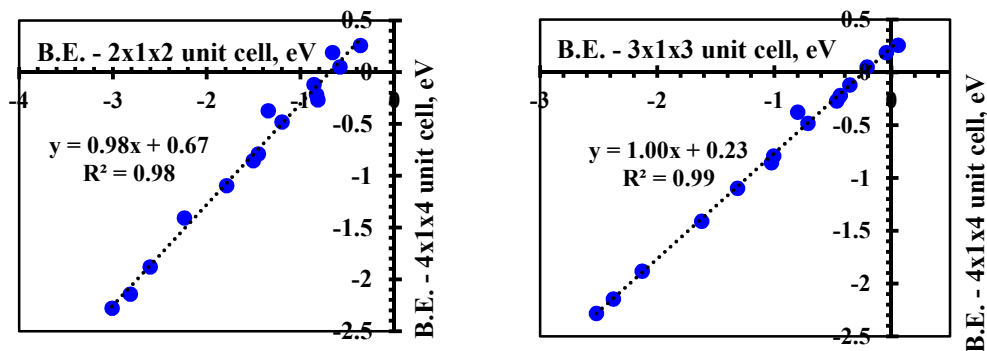 0.5
B.E. - 2x1x2 unit cell, eV
0
-4
-3
-2
-1
0
-0.5
y = 0.98x + 0.67
R² = 0.98
-1
-1.5
-2
-2.5
B.E. - 4x1x4 unit cell, eV
0.5
B.E. - 3x1x3 unit cell, eV
0
-3
-2
-1
0
-0.5
y = 1.00x + 0.23
R² = 0.99
-1
-1.5
-2
-2.5
B.E. - 4x1x4 unit cell, eV